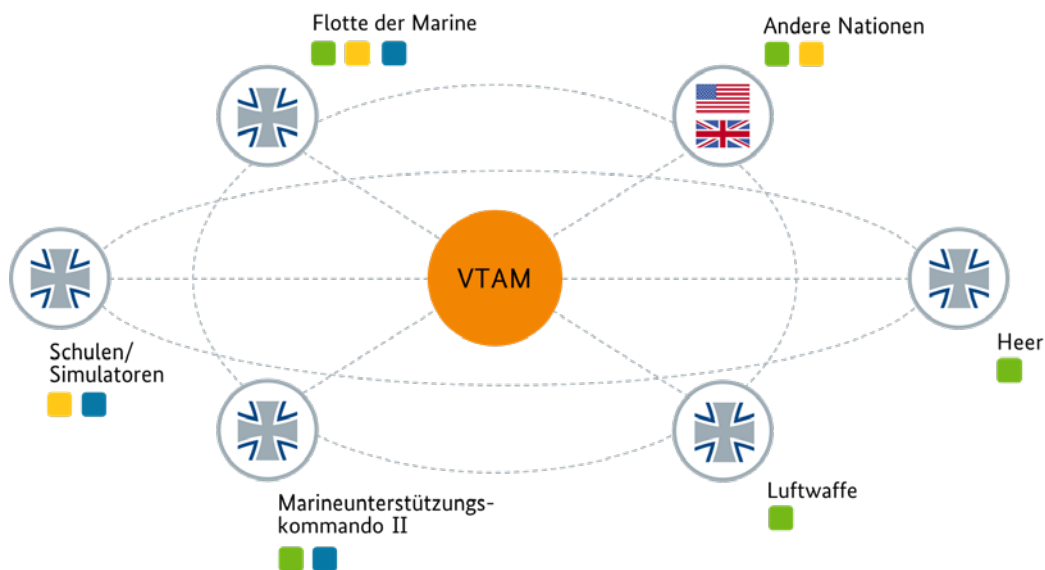 Flotte der Marine
Andere Nationen
VTAM
Schulen/
Simulatoren
Heer
Marineunterstützungs-
kommando II
Luftwaffe